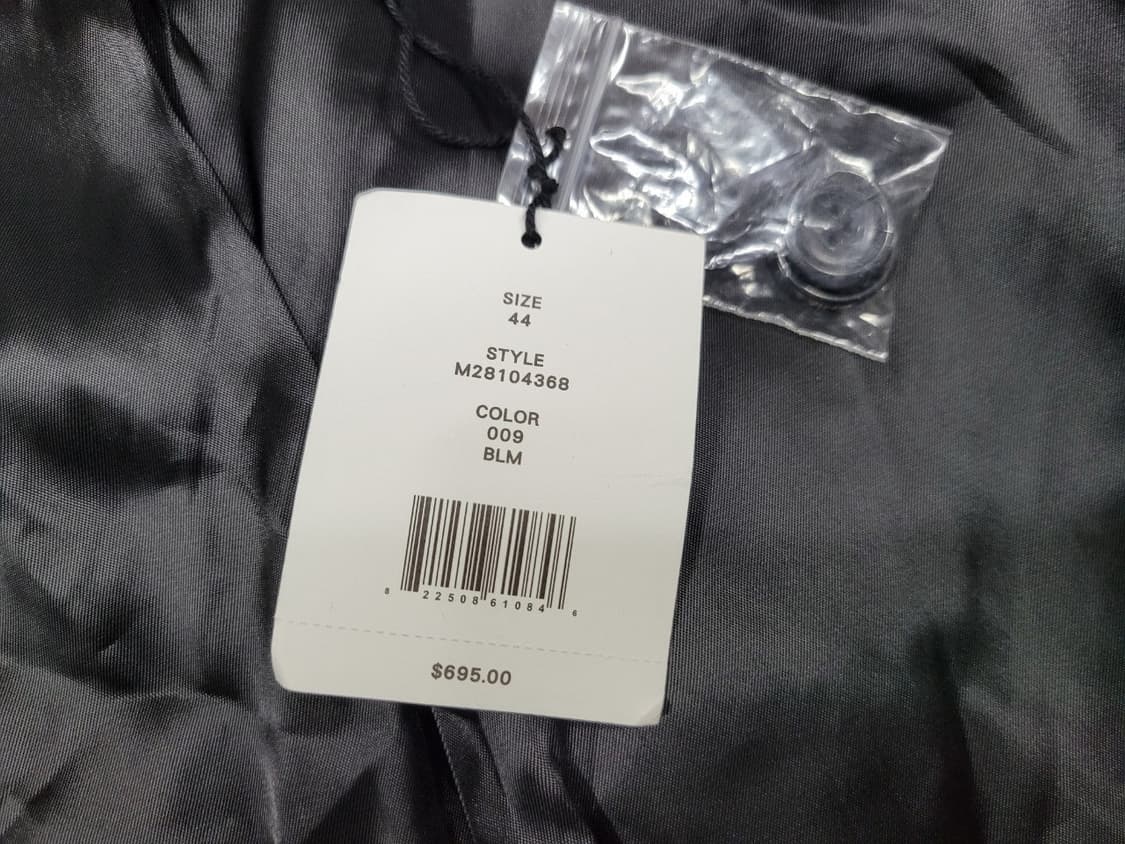 SIZE
44
STYLE
M28104368
COLOR
009
BLM
8 22508 61084 6
$695.00